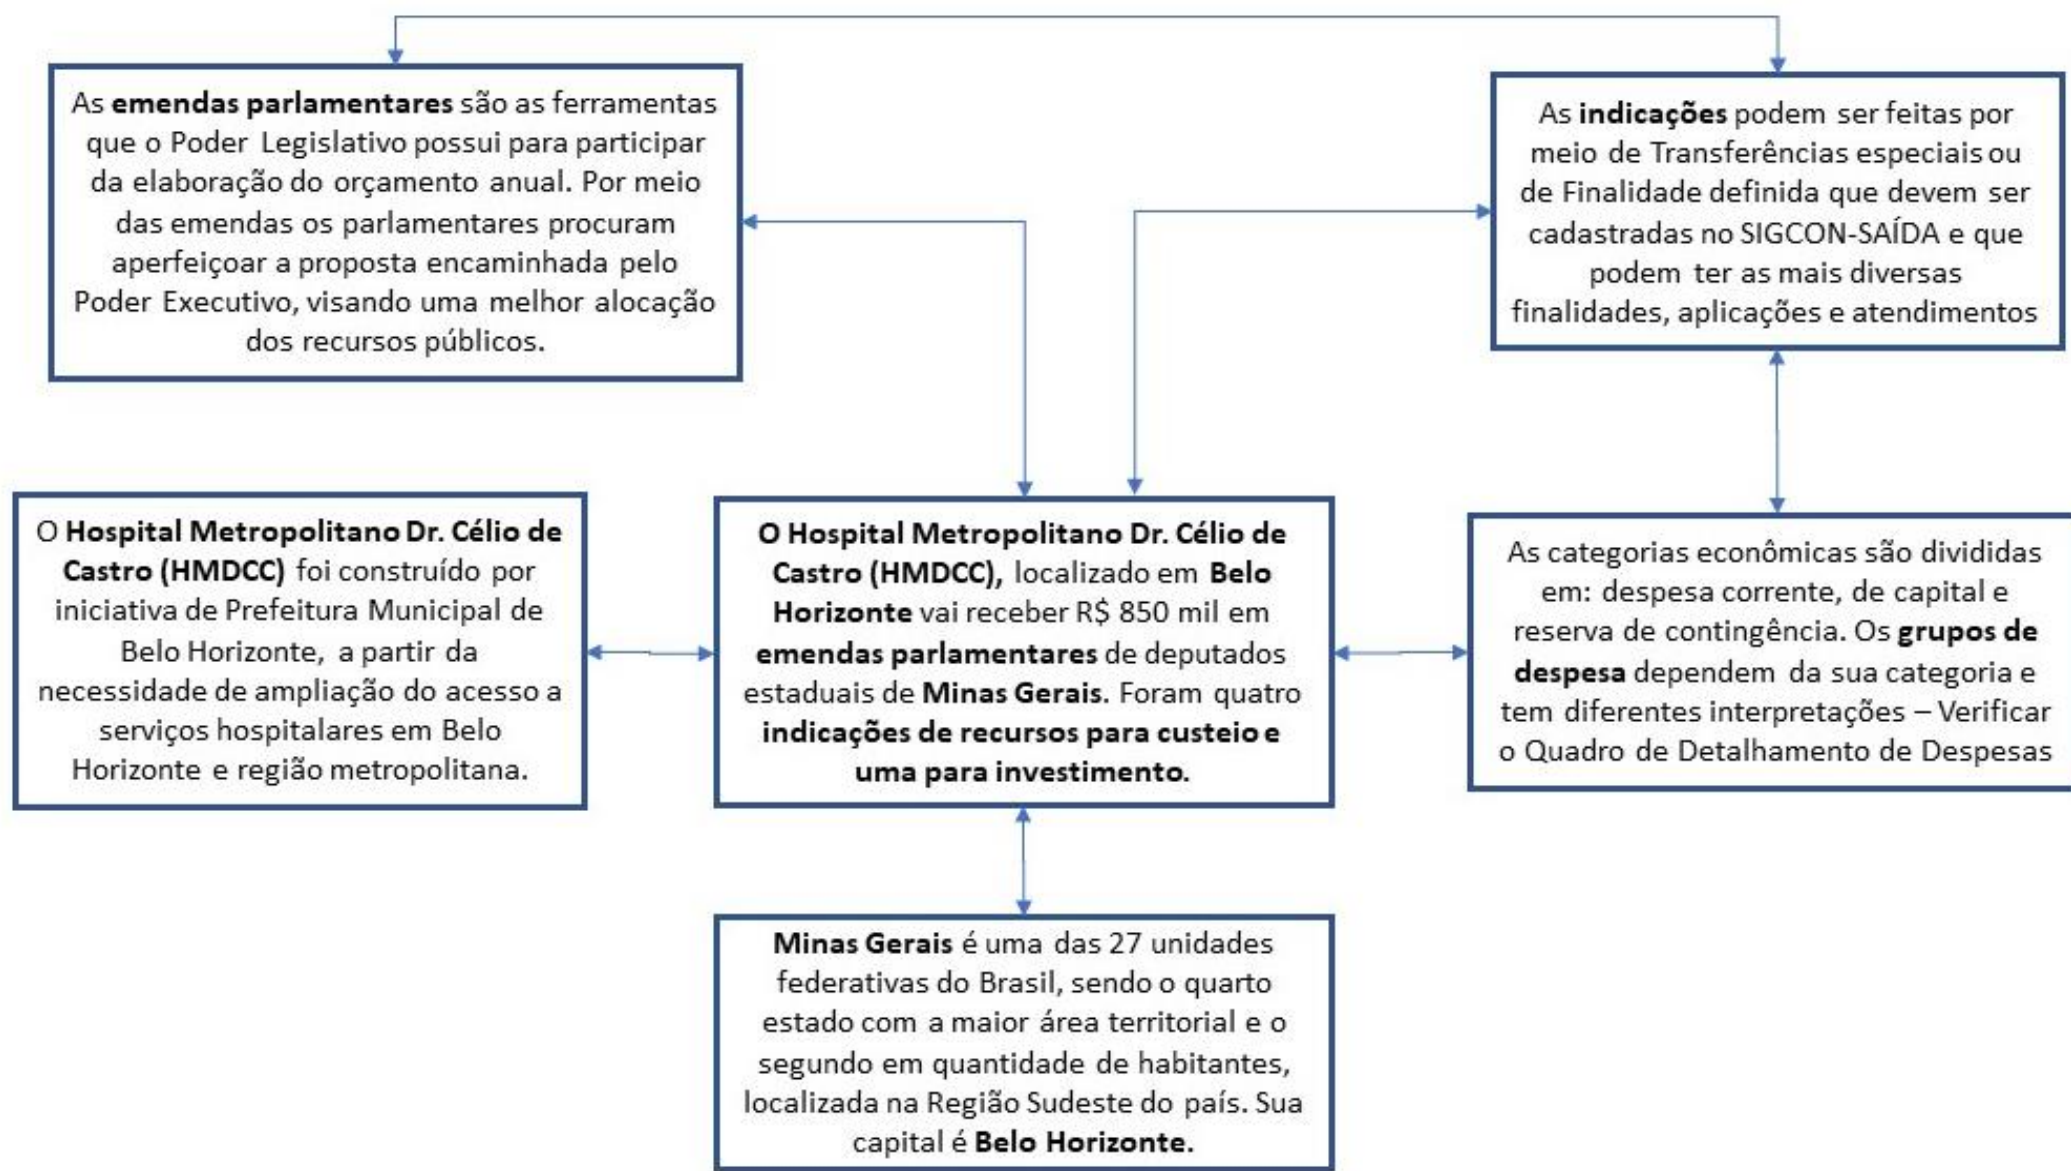 As emendas parlamentares são as ferramentas
que o Poder Legislativo possui para participar
da elaboração do orçamento anual. Por meio
das emendas os parlamentares procuram
aperfeiçoar a proposta encaminhada pelo
Poder Executivo, visando uma melhor alocação
dos recursos públicos.
As indicações podem ser feitas por
meio de Transferências especiais ou
de Finalidade definida que devem ser
cadastradas no SIGCON-SAÍDA e que
podem ter as mais diversas
finalidades, aplicações e atendimentos
O Hospital Metropolitano Dr. Célio de
Castro (HMDCC) foi construído por
iniciativa de Prefeitura Municipal de
Belo Horizonte, a partir da
necessidade de ampliação do acesso a
serviços hospitalares em Belo
Horizonte e região metropolitana.
O Hospital Metropolitano Dr. Célio de
Castro (HMDCC), localizado em Belo
Horizonte vai receber R$ 850 mil em
emendas parlamentares de deputados
estaduais de Minas Gerais. Foram quatro
indicações de recursos para custeio e
uma para investimento.
As categorias econômicas são divididas
em: despesa corrente, de capital e
reserva de contingência. Os grupos de
despesa dependem da sua categoria e
tem diferentes interpretações – Verificar
o Quadro de Detalhamento de Despesas
Minas Gerais é uma das 27 unidades
federativas do Brasil, sendo o quarto
estado com a maior área territorial e o
segundo em quantidade de habitantes,
localizada na Região Sudeste do país. Sua
capital é Belo Horizonte.